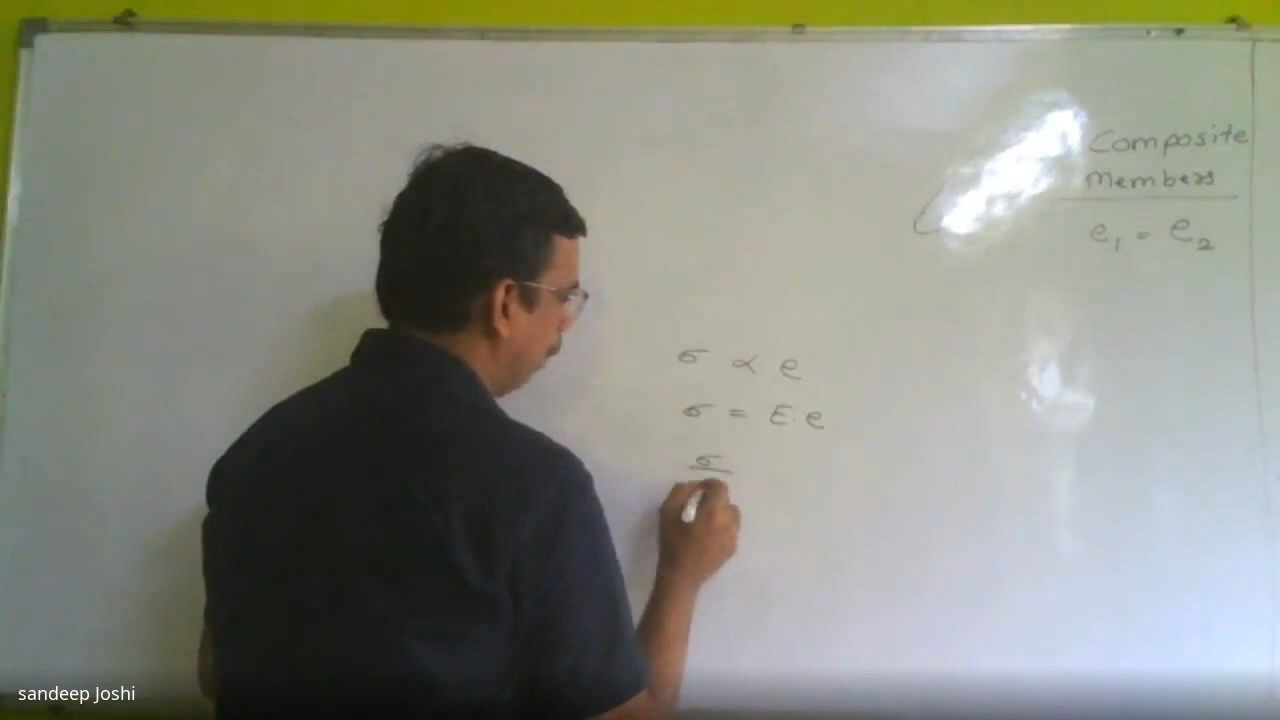 Composite
Members
e₁ = e₂
σ ∝ e
σ = E.e
σ
sandeep Joshi